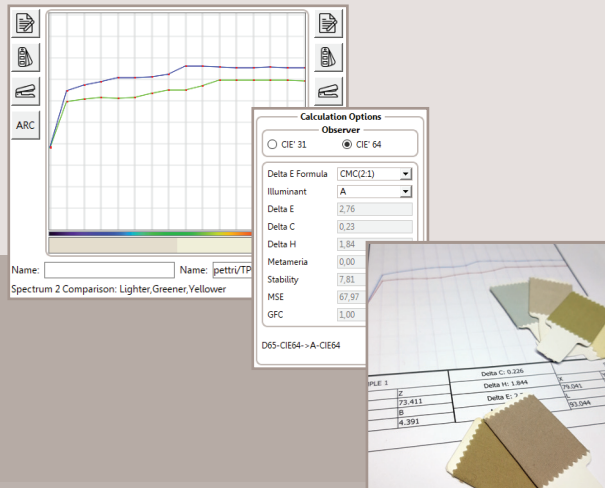 ARC
Name:
Name: pettri/TP
Spectrum 2 Comparison: Lighter,Greener,Yellower
Calculation Options
Observer
CIE' 31
CIE' 64
Delta E Formula CMC(2:1)
Illuminant A
Delta E 2,76
Delta C 0,23
Delta H 1,84
Metameria 0,00
Stability 7,81
MSE 67,97
GFC 1,00
D65-CIE64->A-CIE64
Delta C: 0.226
Z Delta H: 1.844 X
73.411 Delta E: 79.041
B L
4.391 93.044